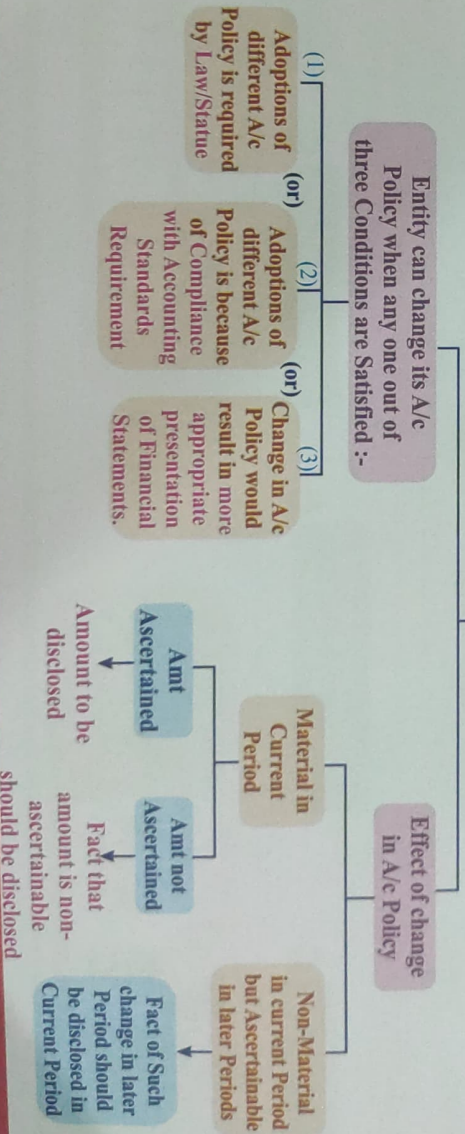 Entity can change its A/c
Policy when any one out of
three Conditions are Satisfied :-
(1)
Adoptions of
different A/c
Policy is required
by Law/Statue
(or)
(2)
Adoptions of
different A/c
Policy is because
of Compliance
with Accounting
Standards
Requirement
(or)
(3)
Change in A/c
Policy would
result in more
appropriate
presentation
of Financial
Statements.
Effect of change
in A/c Policy
Material in
Current
Period
Amt
Ascertained
Amount to be
disclosed
Amt not
Ascertained
Fact that
amount is non-
ascertainable
should be disclosed
Non-Material
in current Period
but Ascertainable
in later Periods
Fact of Such
change in later
Period should
be disclosed in
Current Period